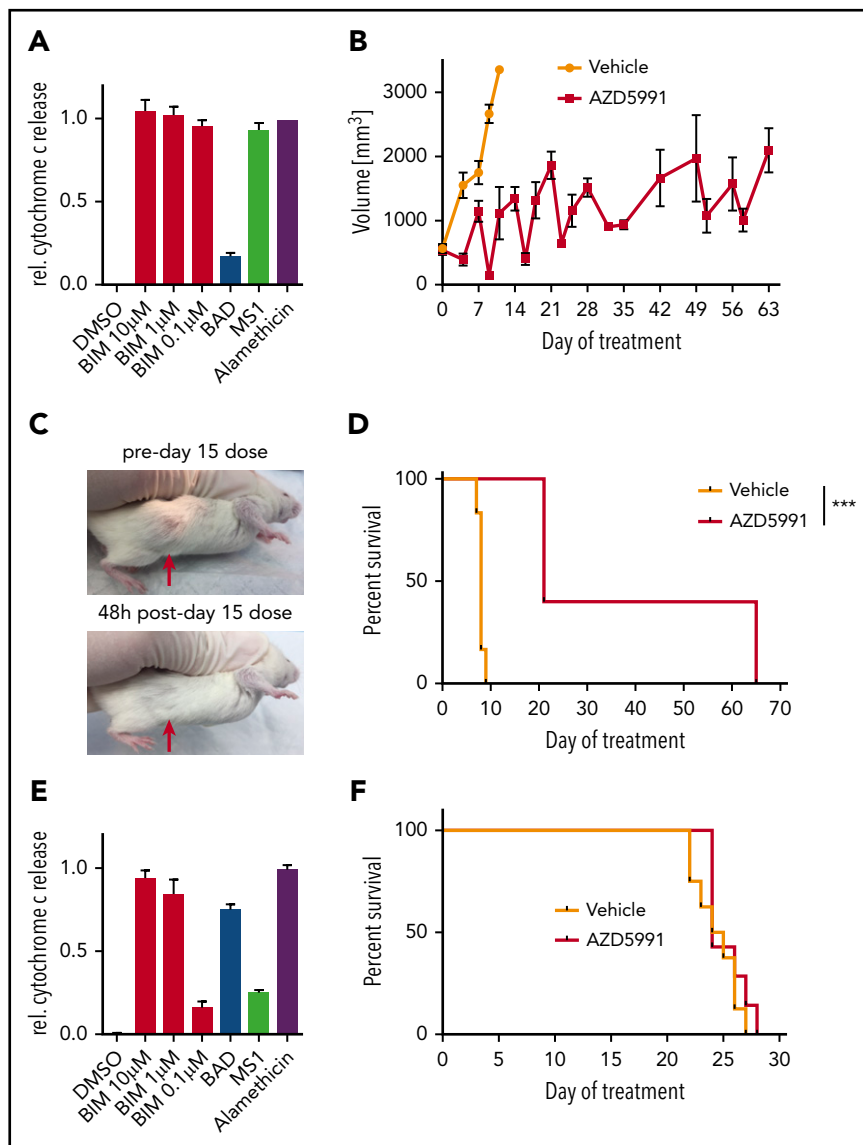 A
rel. cytochrome c release
1.0
0.5
0.0
DMSO
BIM 10μM
BIM 1μM
BIM 0.1μM
BAD
MS1
Alamethicin
B
Vehicle
AZD5991
Volume [mm³]
3000
2000
1000
0
0 7 14 21 28 35 42 49 56 63
Day of treatment
C
pre-day 15 dose
48h post-day 15 dose
D
Vehicle
AZD5991
***
Percent survival
100
50
0
0 10 20 30 40 50 60 70
Day of treatment
E
rel. cytochrome c release
1.0
0.5
0.0
DMSO
BIM 10μM
BIM 1μM
BIM 0.1μM
BAD
MS1
Alamethicin
F
Percent survival
100
50
0
Vehicle
AZD5991
0 5 10 15 20 25 30
Day of treatment